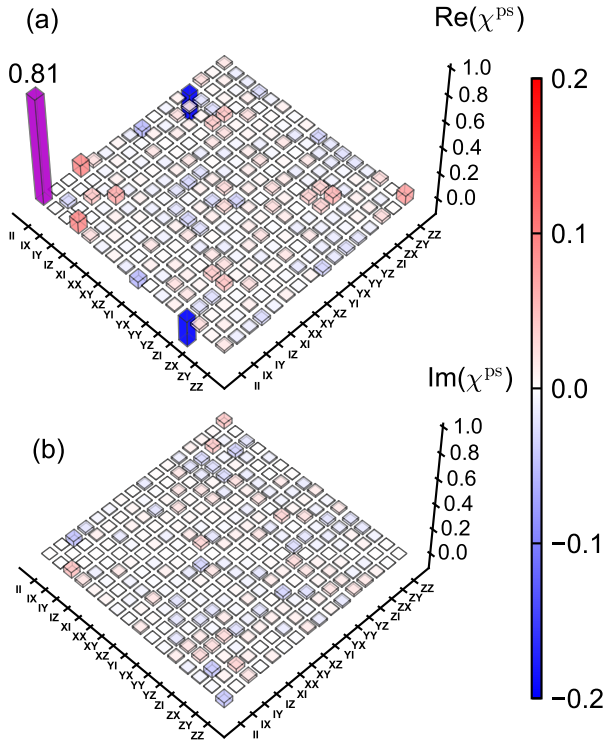 (a)
Re(χ^ps)
0.81
1.0
0.8
0.6
0.4
0.2
0.0
0.2
0.1
0.0
−0.1
−0.2
II
IX
IY
IZ
XI
XX
XY
XZ
YI
YX
YY
YZ
ZI
ZX
ZY
ZZ
II
IX
IY
IZ
XI
XX
XY
XZ
YI
YX
YY
YZ
ZI
ZX
ZY
ZZ
(b)
Im(χ^ps)
1.0
0.8
0.6
0.4
0.2
0.0
II
IX
IY
IZ
XI
XX
XY
XZ
YI
YX
YY
YZ
ZI
ZX
ZY
ZZ
II
IX
IY
IZ
XI
XX
XY
XZ
YI
YX
YY
YZ
ZI
ZX
ZY
ZZ